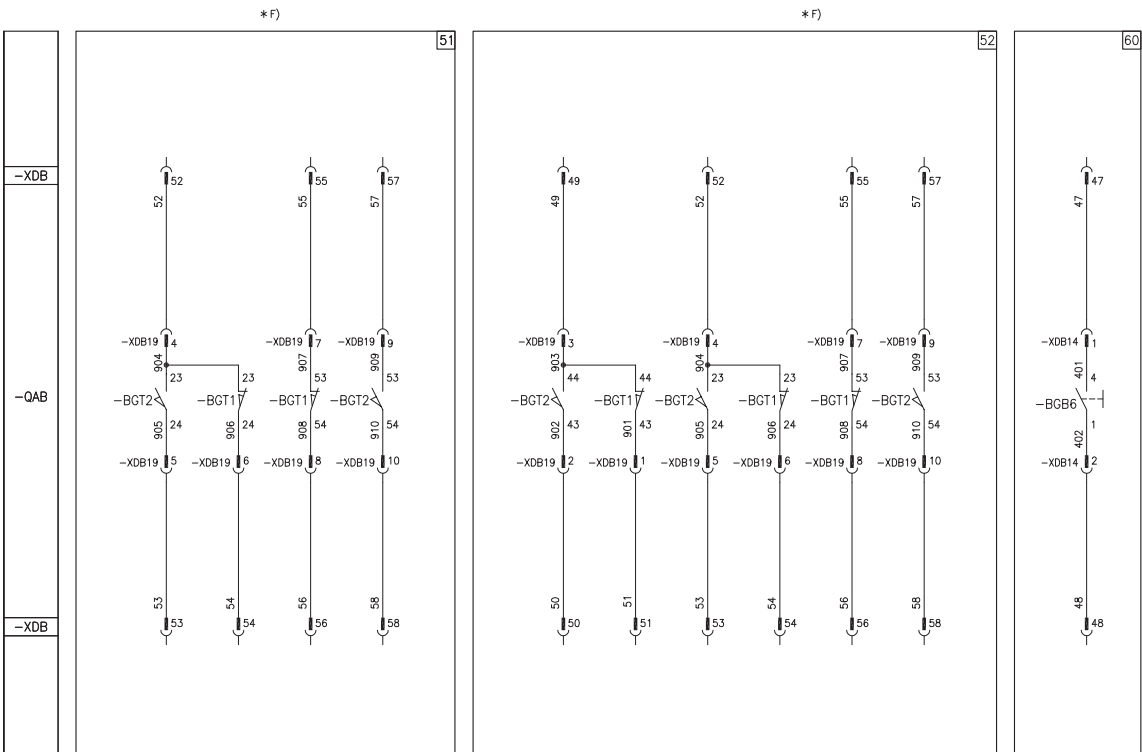 *F) *F)
51 52 60
-XDB 52 55 57 49 52 55 57 47
52 55 57 49 52 55 57 47
-XDB19 4 -XDB19 7 -XDB19 9 -XDB19 3 -XDB19 4 -XDB19 7 -XDB19 9 -XDB14 1
904 907 909 903 904 907 909 401
23 23 53 53 44 44 23 23 53 53 4
-QAB -BGT2 -BGT1 -BGT1 -BGT2 -BGT2 -BGT1 -BGT2 -BGT1 -BGT1 -BGT2 -BGB6
905 24 906 24 908 54 910 54 902 43 901 43 905 24 906 24 908 54 910 54 402 1
-XDB19 5 -XDB19 6 -XDB19 8 -XDB19 10 -XDB19 2 -XDB19 1 -XDB19 5 -XDB19 6 -XDB19 8 -XDB19 10 -XDB14 2
53 54 56 58 50 51 53 54 56 58 48
-XDB 53 54 56 58 50 51 53 54 56 58 48